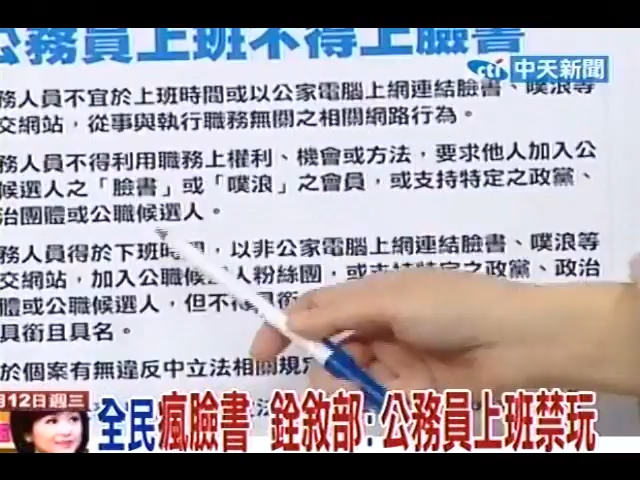 公務員上班不得上臉書
cti 中天新聞
務人員不宜於上班時間或以公家電腦上網連結臉書、噗浪等
交網站，從事與執行職務無關之相關網路行為。
務人員不得利用職務上權利、機會或方法，要求他人加入公
候選人之「臉書」或「噗浪」之會員，或支持特定之政黨、
治團體或公職候選人。
務人員得於下班時間，以非公家電腦上網連結臉書、噗浪等
交網站，加入公職候選人粉絲團，或支持特定之政黨、政治
體或公職候選人，但不得具銜
具銜且具名。
於個案有無違反中立法相關規定
月12日週三
全民瘋臉書 銓敘部：公務員上班禁玩